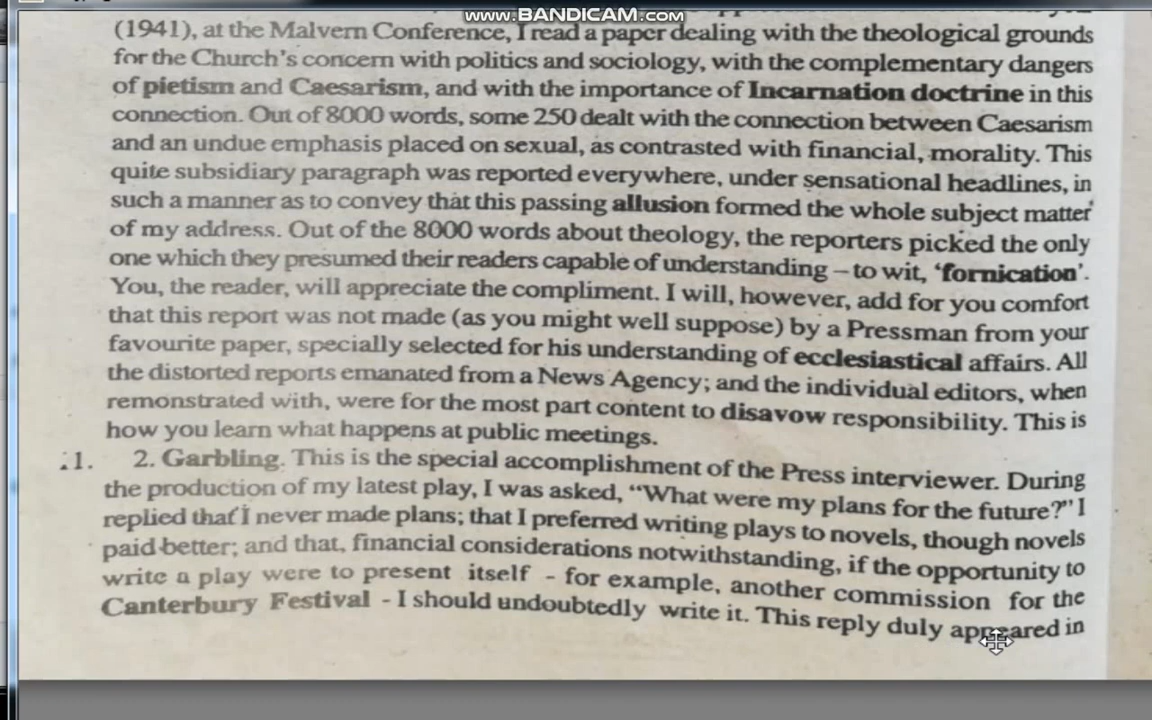 www.BANDICAM.com
(1941), at the Malvern Conference, I read a paper dealing with the theological grounds
for the Church's concern with politics and sociology, with the complementary dangers
of pietism and Caesarism, and with the importance of Incarnation doctrine in this
connection. Out of 8000 words, some 250 dealt with the connection between Caesarism
and an undue emphasis placed on sexual, as contrasted with financial, morality. This
quite subsidiary paragraph was reported everywhere, under sensational headlines, in
such a manner as to convey that this passing allusion formed the whole subject matter
of my address. Out of the 8000 words about theology, the reporters picked the only
one which they presumed their readers capable of understanding – to wit, 'fornication'.
You, the reader, will appreciate the compliment. I will, however, add for you comfort
that this report was not made (as you might well suppose) by a Pressman from your
favourite paper, specially selected for his understanding of ecclesiastical affairs. All
the distorted reports emanated from a News Agency; and the individual editors, when
remonstrated with, were for the most part content to disavow responsibility. This is
how you learn what happens at public meetings.
1. 2. Garbling. This is the special accomplishment of the Press interviewer. During
the production of my latest play, I was asked, "What were my plans for the future?" I
replied that I never made plans; that I preferred writing plays to novels, though novels
paid better; and that, financial considerations notwithstanding, if the opportunity to
write a play were to present itself - for example, another commission for the
Canterbury Festival - I should undoubtedly write it. This reply duly appeared in